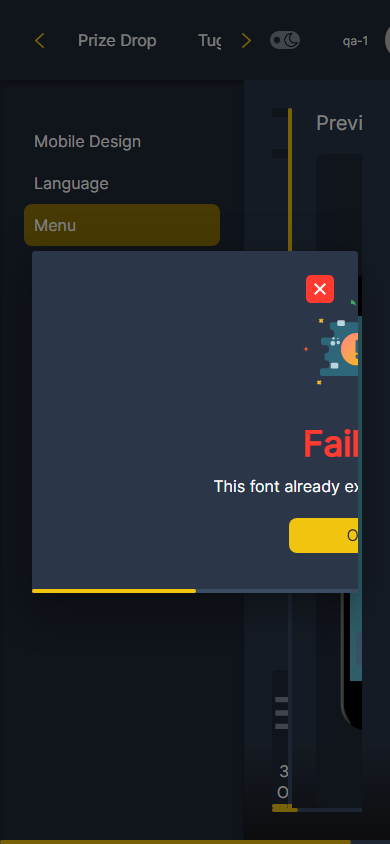 Prize Drop
Tug
qa-1
Mobile Design
Language
Menu
Previ
Fail
This font already ex
O
3
O